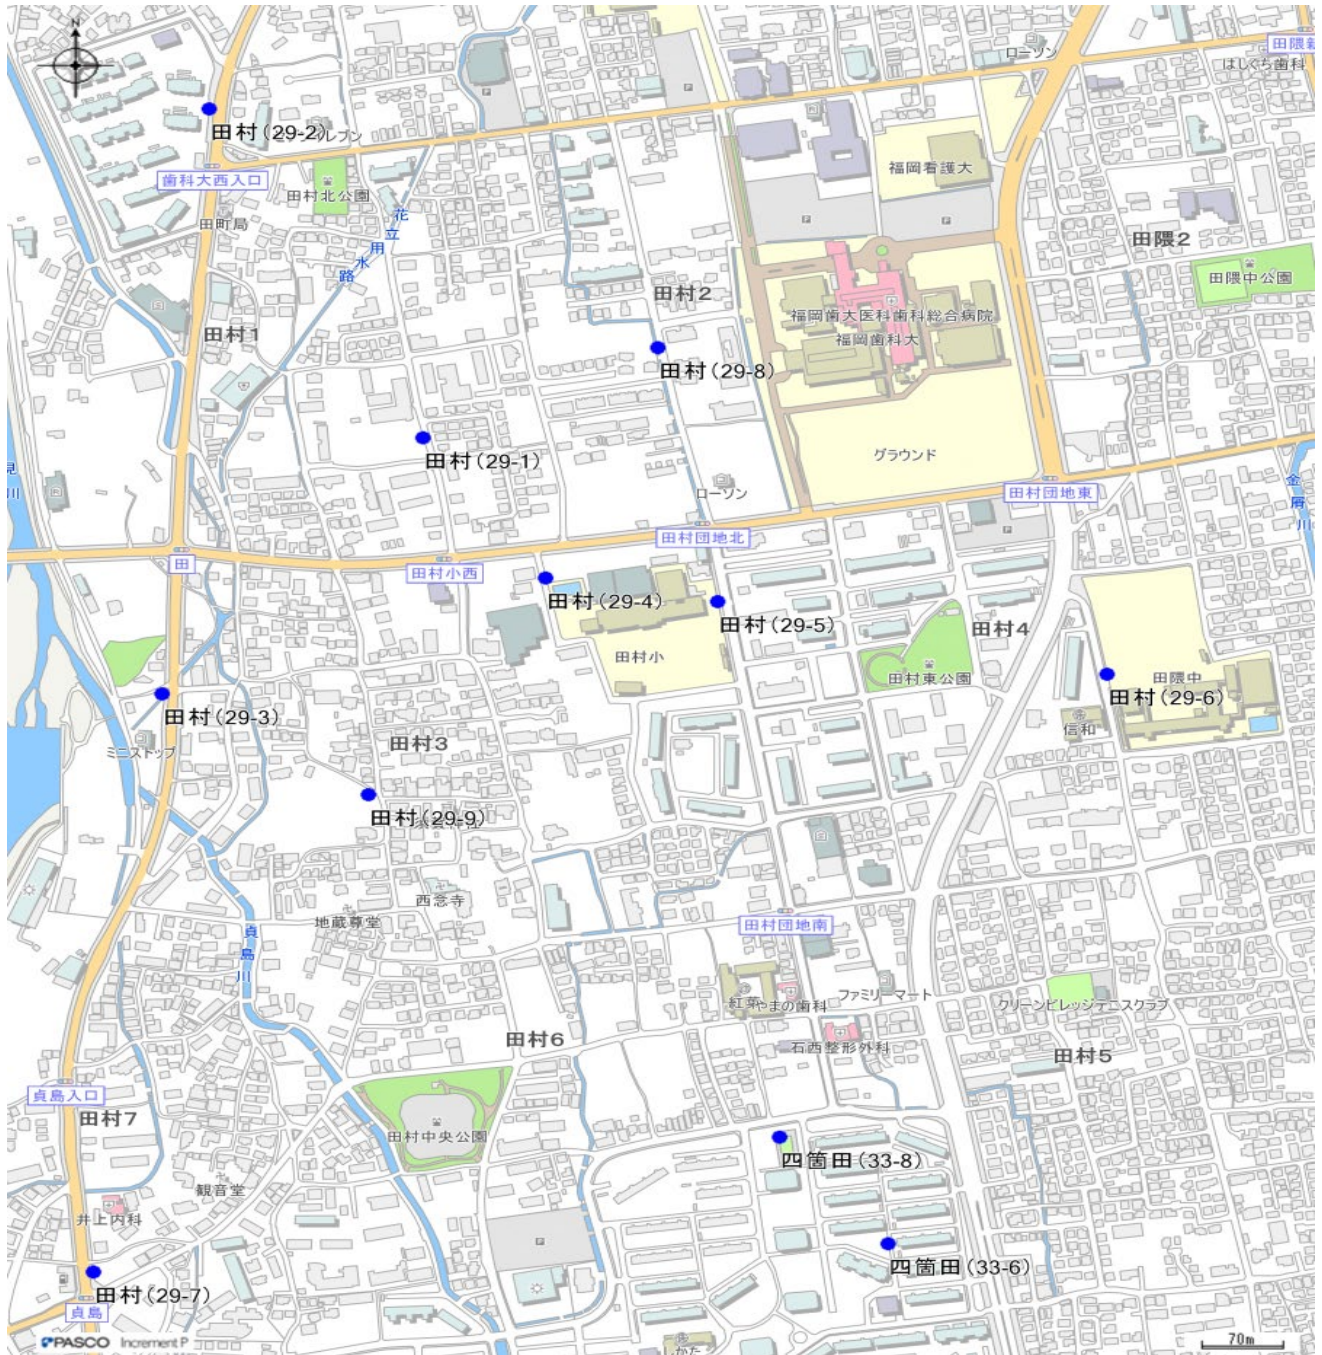 N
ローソン
田隈新
はしぐち歯科
田村(29-2)
レブン
歯科大西入口
田村北公園
福岡看護大
田町局
花立用水路
田隈2
田隈中公園
田村2
田村1
福岡歯大医科歯科総合病院
福岡歯科大
田村(29-8)
田村(29-1)
グラウンド
見川
ローソン
田村団地東
金屑川
田村団地北
田
田村小西
田村(29-4)
田村(29-5)
田村4
田村小
田村東公園
田隈中
田村(29-6)
信和
田村(29-3)
ミニストップ
田村3
田村(29-9)
西念寺
地蔵尊堂
田村団地南
貞島川
紅葉
やまの歯科
ファミリーマート
グリーンビレッジテニスクラブ
田村6
石西整形外科
田村5
貞島入口
田村7
田村中央公園
四箇田(33-8)
観音堂
井上内科
四箇田(33-6)
田村(29-7)
貞島
PASCO Increment P
かた
70m